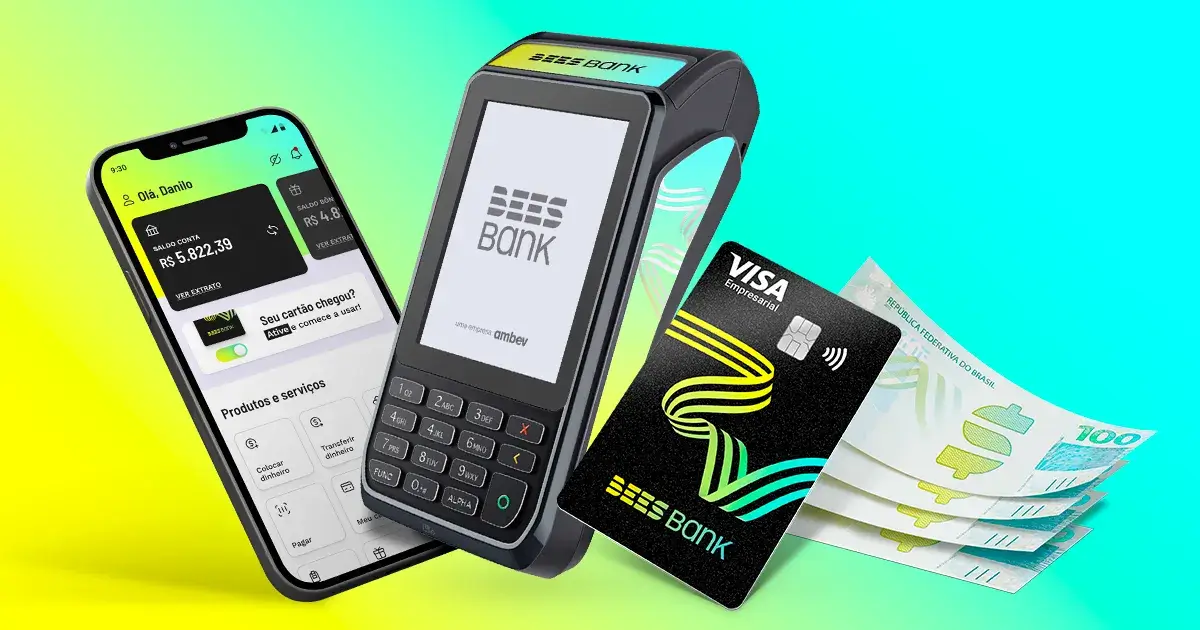 9:30
Olá, Danilo
SALDO CONTA
R$ 5.822,39
VER EXTRATO
SALDO BÔN
R$ 4.8
VER EXTRAT
BEES BANK
Seu cartão chegou?
Ative e comece a usar!
Produtos e serviços
Colocar
dinheiro
Transferir
dinheiro
Pagar
Meu C
BEES BANK
BEES
BANK
uma empresa ambev
1 QZ
2 ABC
3 DEF
X
4 GHI
4 JKL
6 MNO
<
7 PRS
8 TUV
9 WXY
O
FUNC
0,*#
ALPHA
VISA
Empresarial
BEES BANK
REPÚBLICA FEDERATIVA DO BRASIL
100